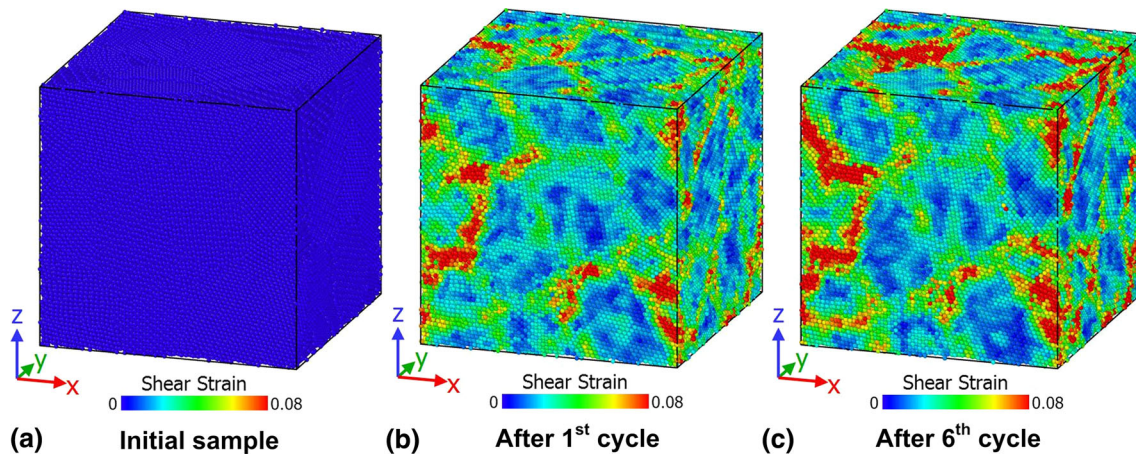 z
y
x
Shear Strain
0 0.08
(a) Initial sample
z
y
x
Shear Strain
0 0.08
(b) After 1st cycle
z
y
x
Shear Strain
0 0.08
(c) After 6th cycle